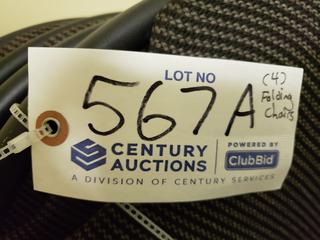 LOT NO
567A
(4)
Folding
Chairs
CENTURY
AUCTIONS
POWERED BY
ClubBid
A DIVISION OF CENTURY SERVICES